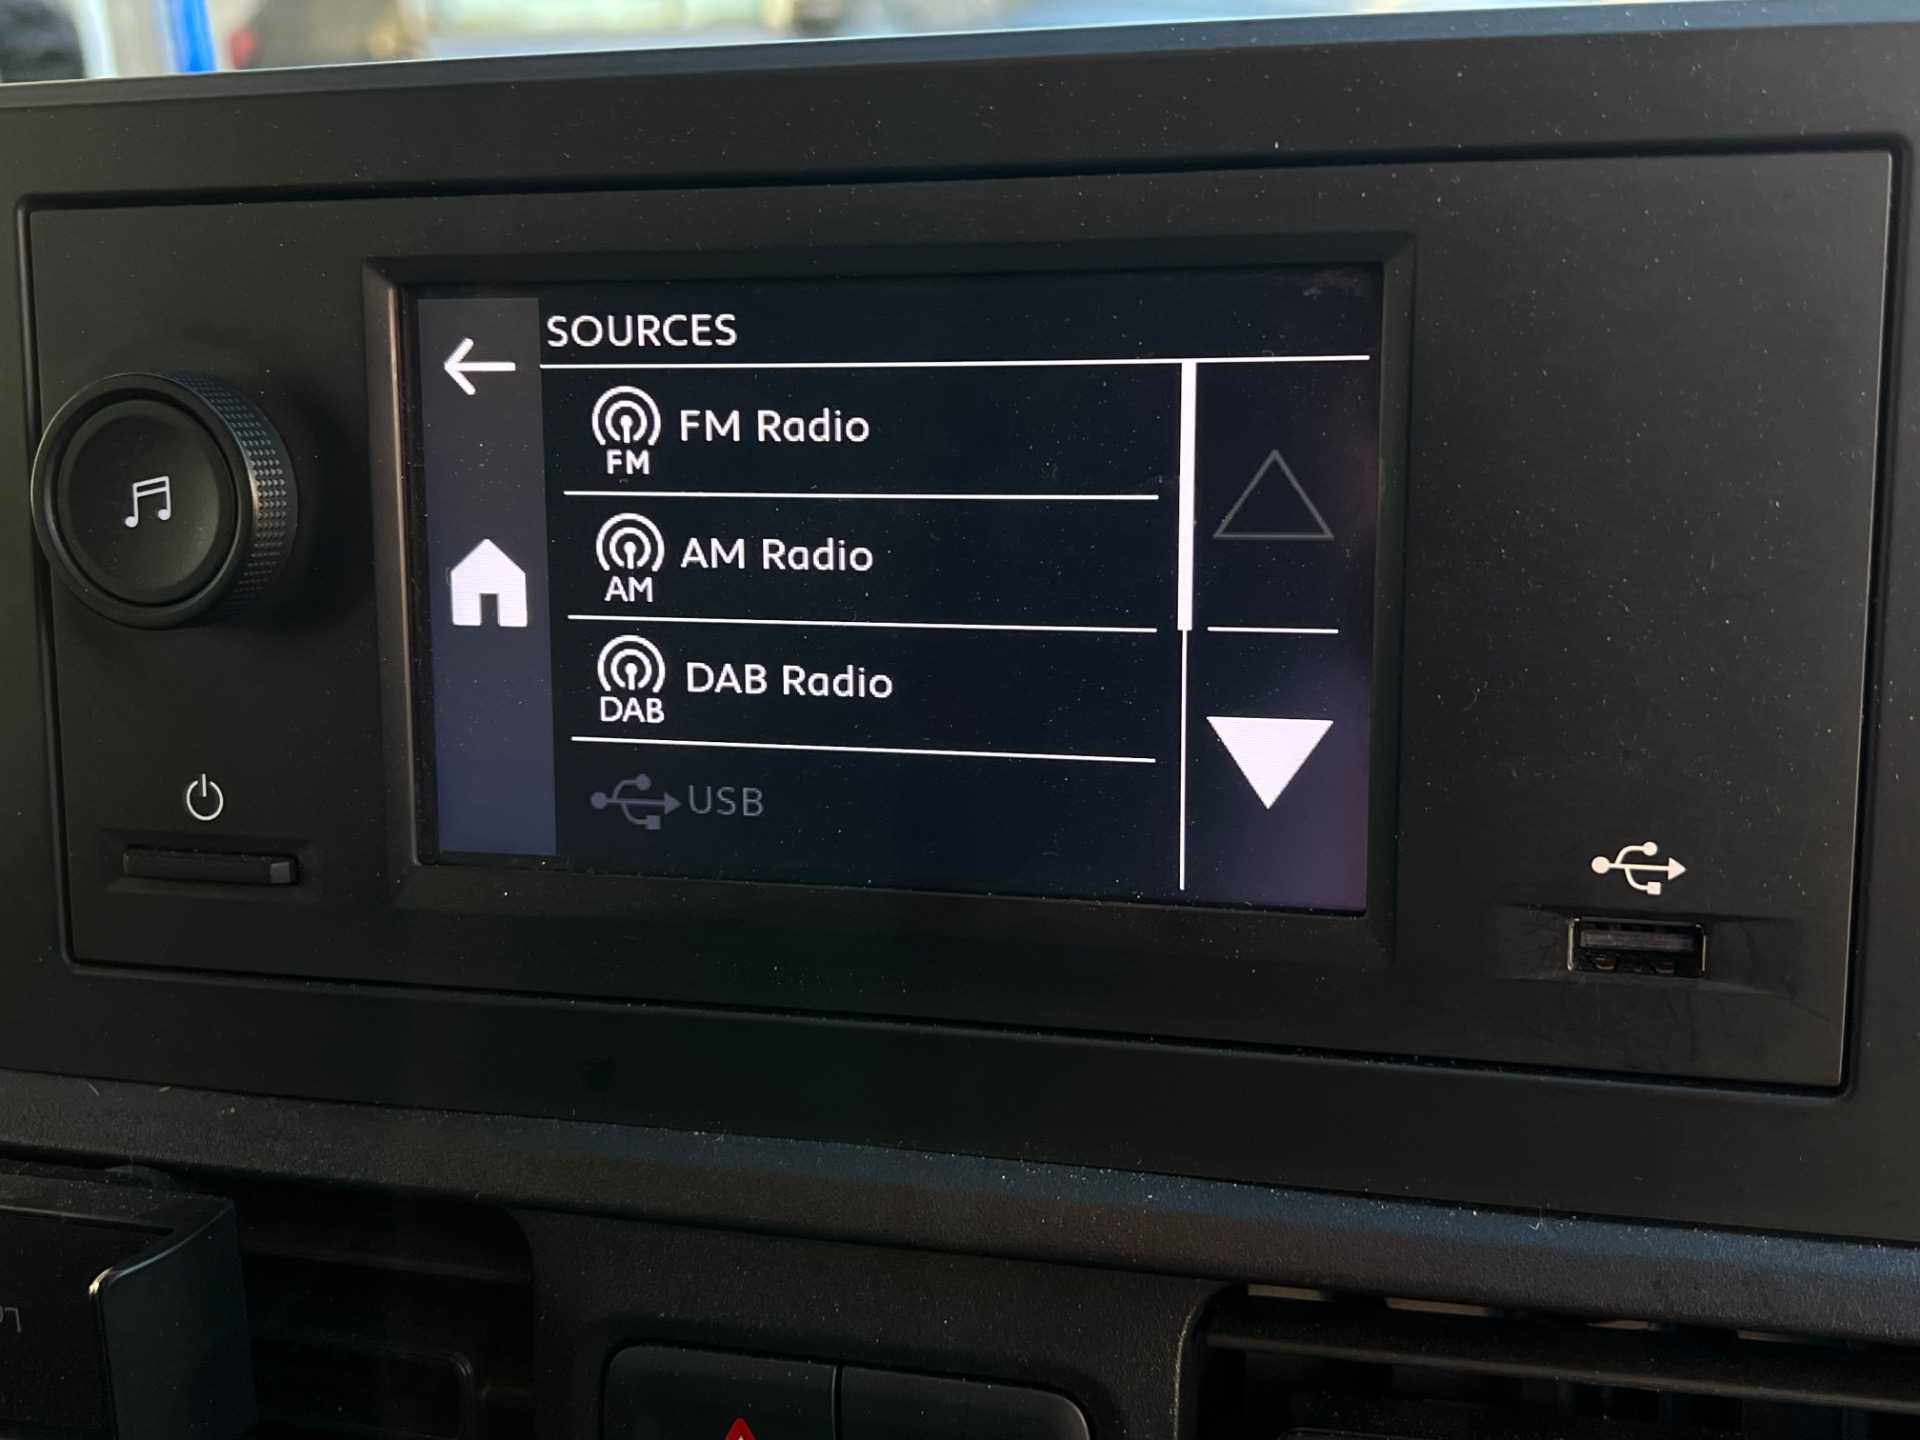 SOURCES
FM
FM Radio
AM
AM Radio
DAB
DAB Radio
USB